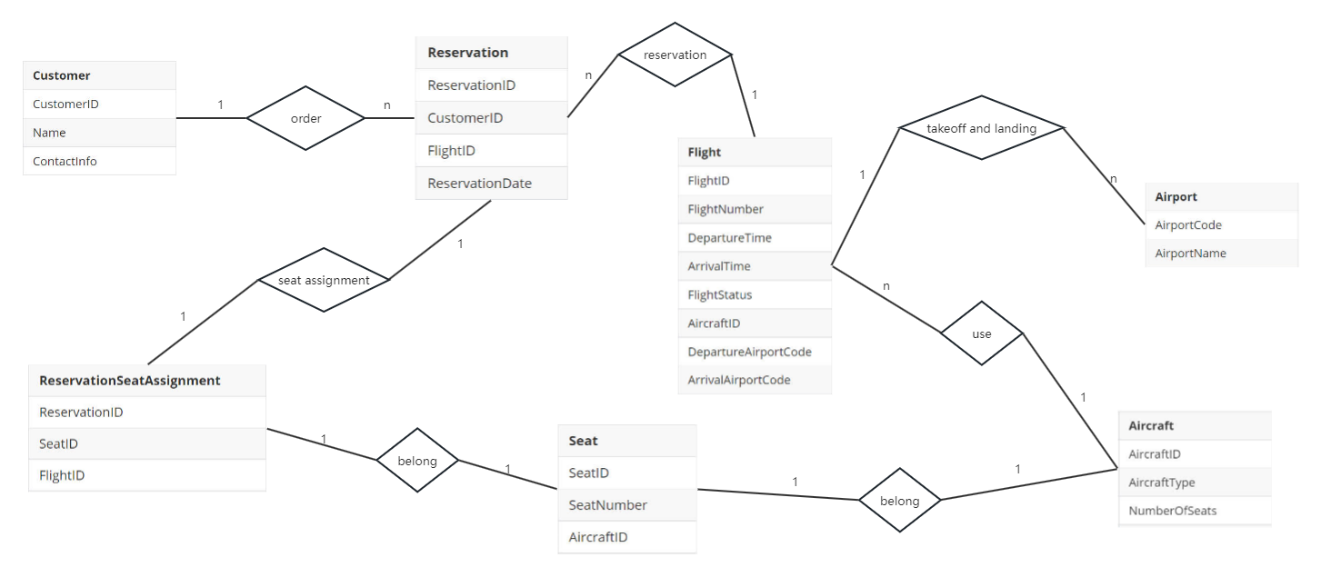 Customer
CustomerID
Name
ContactInfo
1
order
n
Reservation
ReservationID
CustomerID
FlightID
ReservationDate
n
reservation
1
Flight
FlightID
FlightNumber
DepartureTime
ArrivalTime
FlightStatus
AircraftID
DepartureAirportCode
ArrivalAirportCode
1
takeoff and landing
n
Airport
AirportCode
AirportName
1
seat assignment
1
n
use
1
ReservationSeatAssignment
ReservationID
SeatID
FlightID
1
belong
1
Seat
SeatID
SeatNumber
AircraftID
1
belong
1
Aircraft
AircraftID
AircraftType
NumberOfSeats